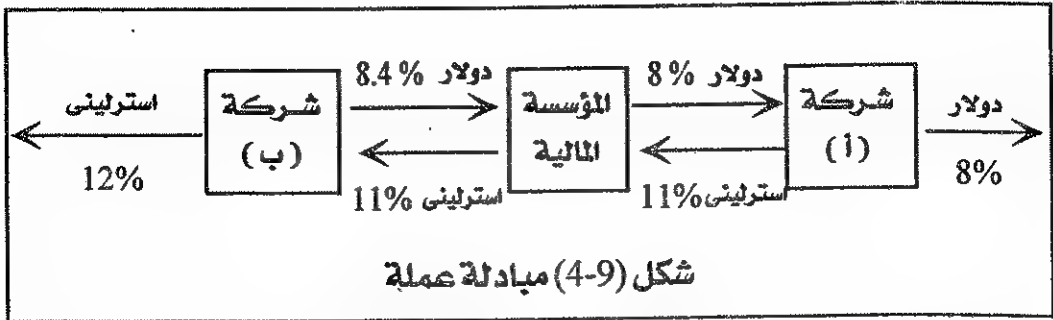 دولار 8.4%
دولار 8%
استرليني
شركة (ب)
المؤسسة المالية
شركة (أ)
دولار
12%
8%
استرليني 11%
استرليني 11%
شكل (9-4) مبادلة عملة